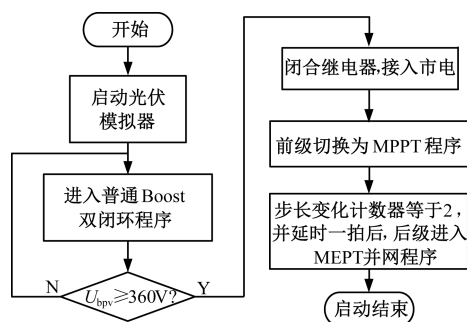 开始
启动光伏
模拟器
进入普通Boost
双闭环程序
U_bpv≥360V?
N
Y
闭合继电器,接入市电
前级切换为MPPT程序
步长变化计数器等于2,
并延时一拍后,后级进入
MEPT并网程序
启动结束